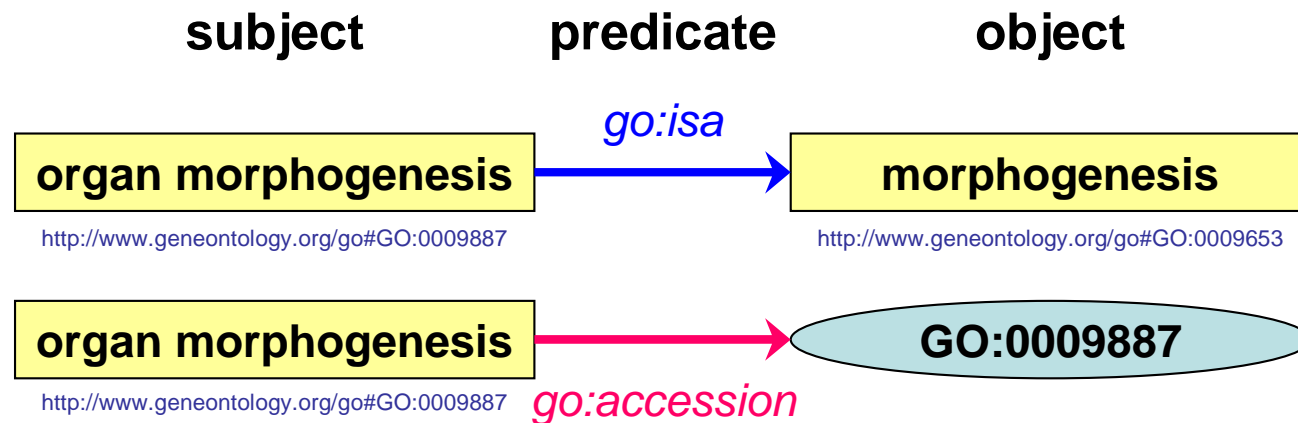 subject predicate object
go:isa
organ morphogenesis morphogenesis
http://www.geneontology.org/go#GO:0009887 http://www.geneontology.org/go#GO:0009653
organ morphogenesis GO:0009887
http://www.geneontology.org/go#GO:0009887 go:accession